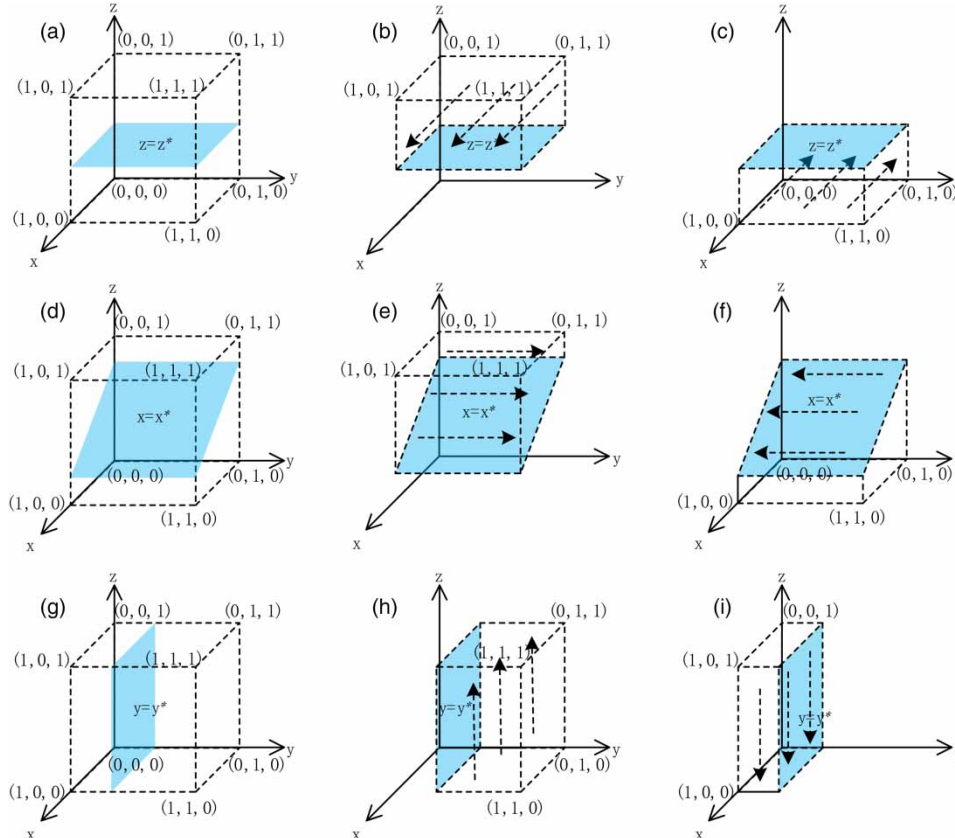 (a)
z
(0, 0, 1)
(0, 1, 1)
(1, 0, 1)
(1, 1, 1)
z=z*
(0, 0, 0)
(0, 1, 0)
y
(1, 0, 0)
(1, 1, 0)
x
(b)
z
(0, 0, 1)
(0, 1, 1)
(1, 0, 1)
(1, 1, 1)
z=z
y
x
(c)
z
z=z*
(0, 0, 0)
(0, 1, 0)
y
(1, 0, 0)
(1, 1, 0)
x
(d)
z
(0, 0, 1)
(0, 1, 1)
(1, 0, 1)
(1, 1, 1)
x=x*
(0, 0, 0)
(0, 1, 0)
y
(1, 0, 0)
(1, 1, 0)
x
(e)
z
(0, 0, 1)
(0, 1, 1)
(1, 0, 1)
(1, 1, 1)
x=x*
y
x
(f)
z
x=x*
(0, 0, 0)
(0, 1, 0)
y
(1, 0, 0)
(1, 1, 0)
x
(g)
z
(0, 0, 1)
(0, 1, 1)
(1, 0, 1)
(1, 1, 1)
y=y*
(0, 0, 0)
(0, 1, 0)
y
(1, 0, 0)
(1, 1, 0)
x
(h)
z
(0, 1, 1)
(1, 1, 1)
y=y*
(0, 1, 0)
y
(1, 1, 0)
x
(i)
z
(0, 0, 1)
(1, 0, 1)
y=y*
(1, 0, 0)
x